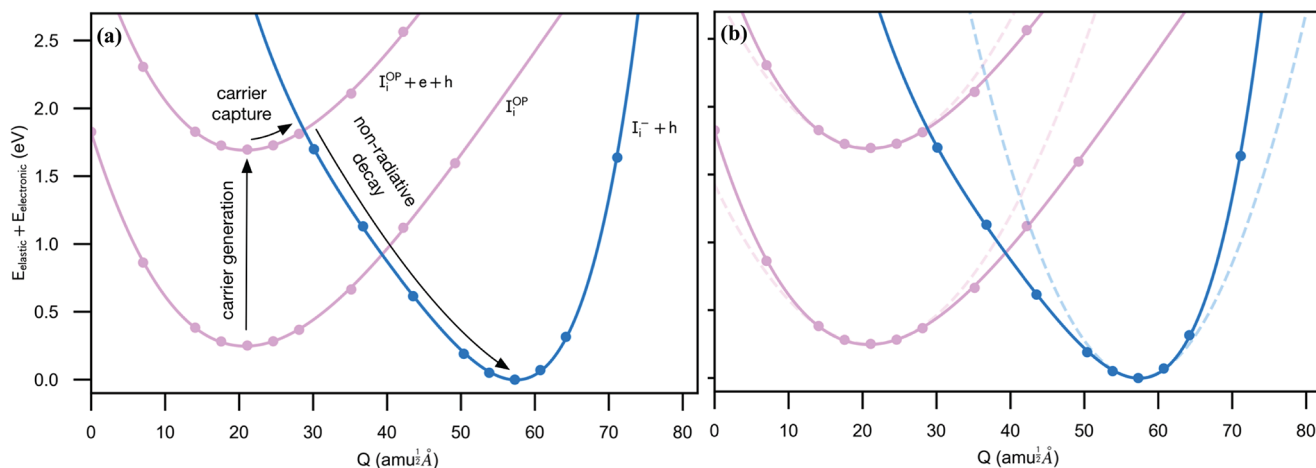 (a)
(b)
2.5
2.0
1.5
1.0
0.5
0.0
E_elastic + E_electronic (eV)
carrier
capture
I_i^OP + e + h
I_i^OP
I_i^- + h
non-radiative
decay
carrier generation
0 10 20 30 40 50 60 70 80
Q (amu^½Å)
0 10 20 30 40 50 60 70 80
Q (amu^½Å)